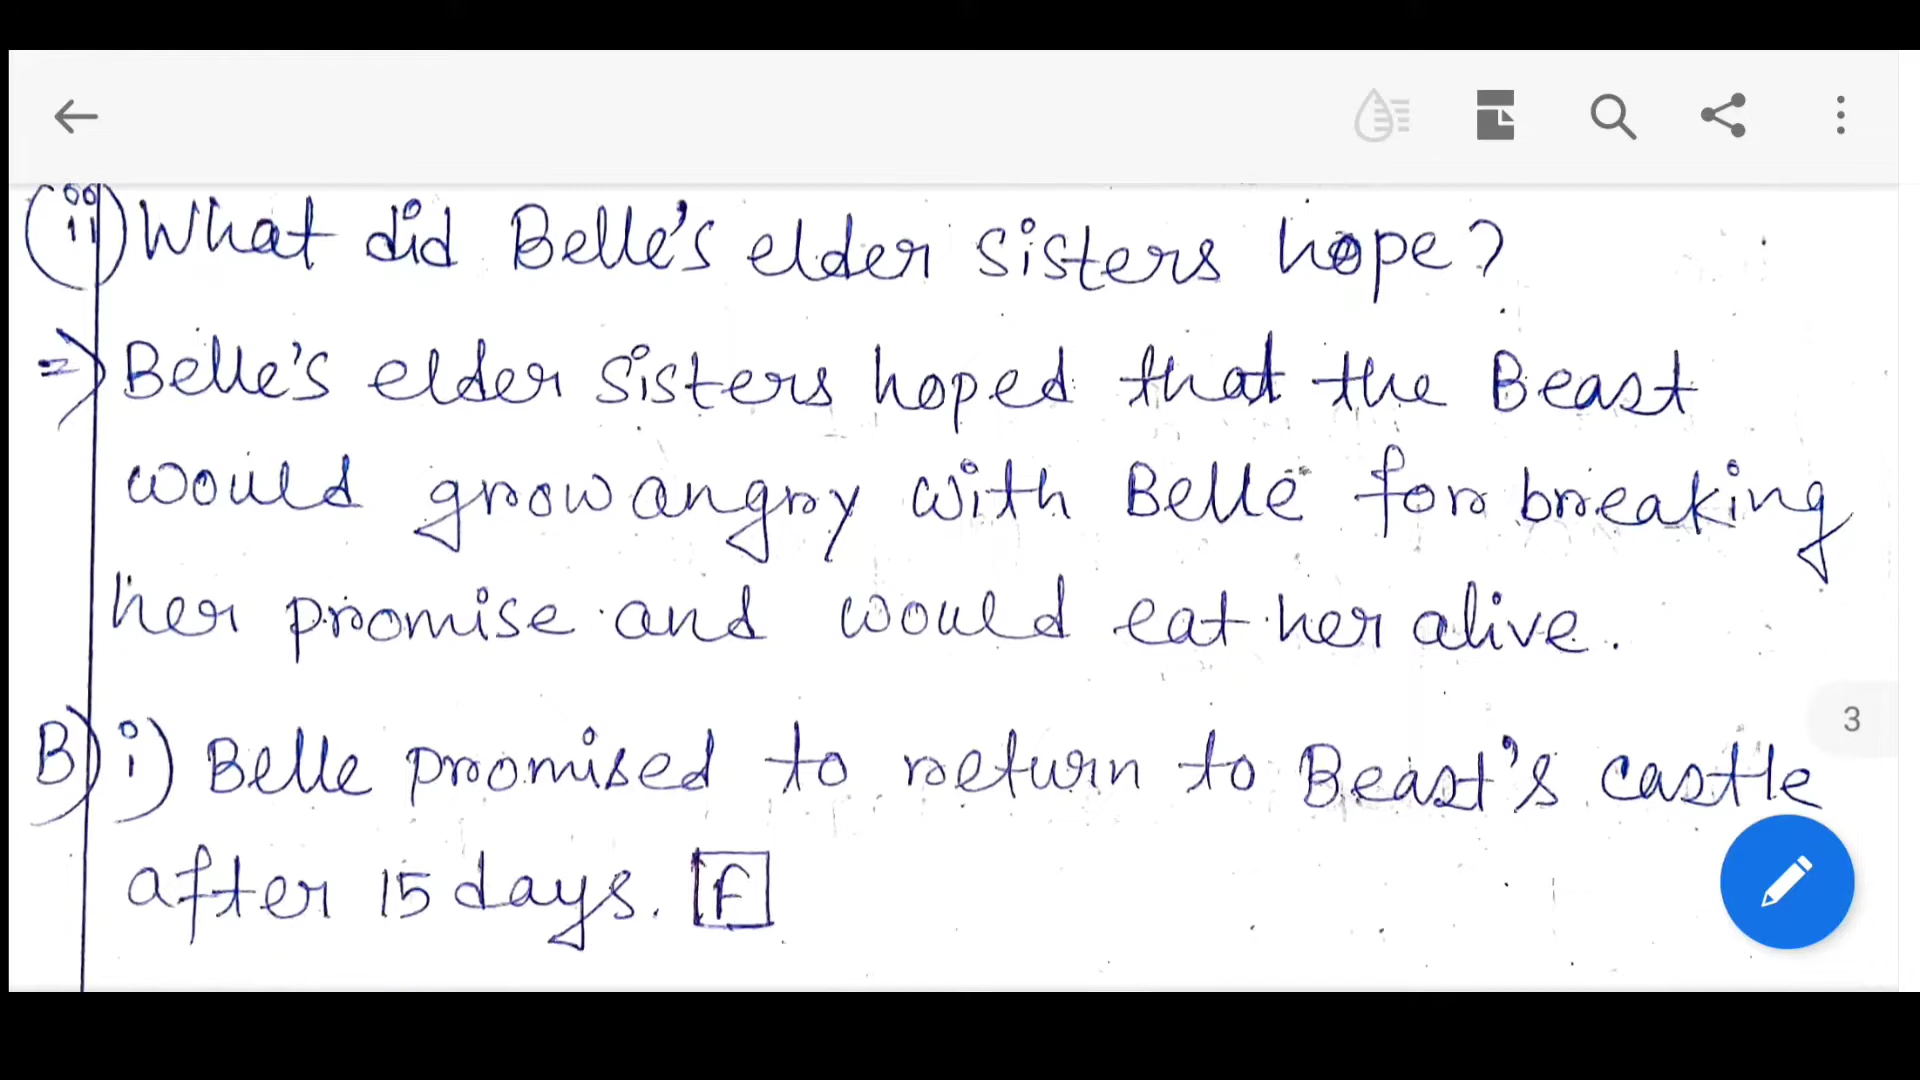 (ii) What did Belle's elder sisters hope?
=> Belle's elder sisters hoped that the Beast
would grow angry with Belle for breaking
her promise and would eat her alive.
B) i) Belle promised to return to Beast's castle
3
after 15 days. F